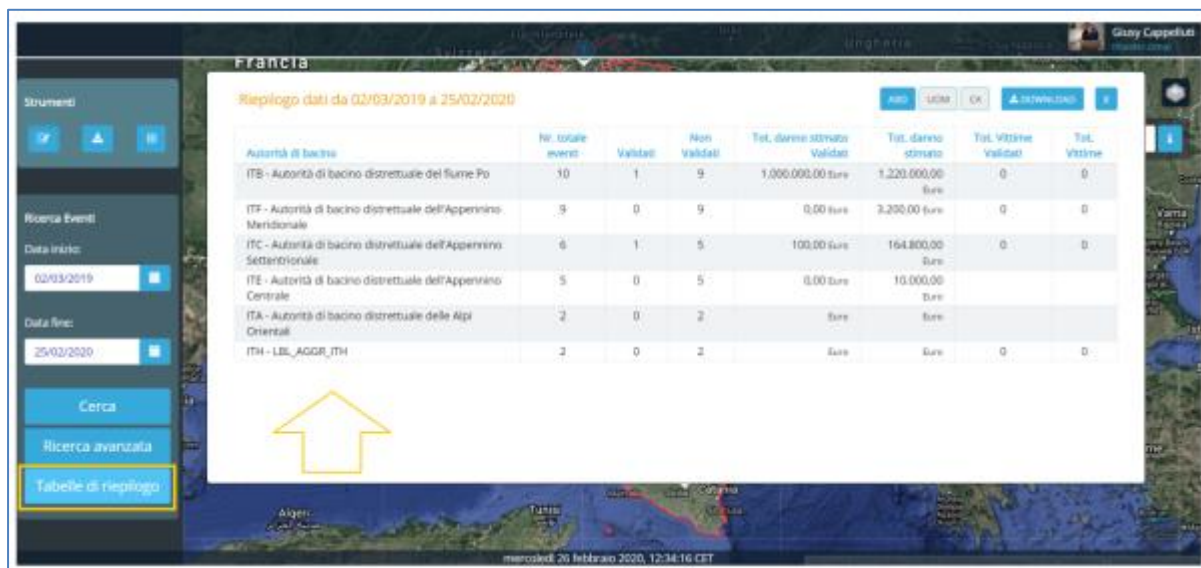 Giusy Cappelluti
Francia
Strumenti
Riepilogo dati da 02/03/2019 a 25/02/2020
ABD UOM CA DOWNLOAD X
Autorità di bacino
Nr. totale eventi
Validati
Non Validati
Tot. danno stimato Validati
Tot. danno stimato
Tot. Vittime Validati
Tot. Vittime
ITB - Autorità di bacino distrettuale del fiume Po 10 1 9 1.000.000,00 Euro 1.220.000,00 Euro 0 0
ITF - Autorità di bacino distrettuale dell'Appennino Meridionale 9 0 9 0,00 Euro 3.200,00 Euro 0 0
ITC - Autorità di bacino distrettuale dell'Appennino Settentrionale 6 1 5 100,00 Euro 164.800,00 Euro 0 0
ITE - Autorità di bacino distrettuale dell'Appennino Centrale 5 0 5 0,00 Euro 10.000,00 Euro
ITA - Autorità di bacino distrettuale delle Alpi Orientali 2 0 2 Euro Euro
ITH - LBL_AGGR_ITH 2 0 2 Euro Euro 0 0
Ricerca Eventi
Data inizio:
02/03/2019
Data fine:
25/02/2020
Cerca
Ricerca avanzata
Tabelle di riepilogo
Varna
Catania
Tunisi
Algeri
mercoledì 26 febbraio 2020, 12:34:16 CET